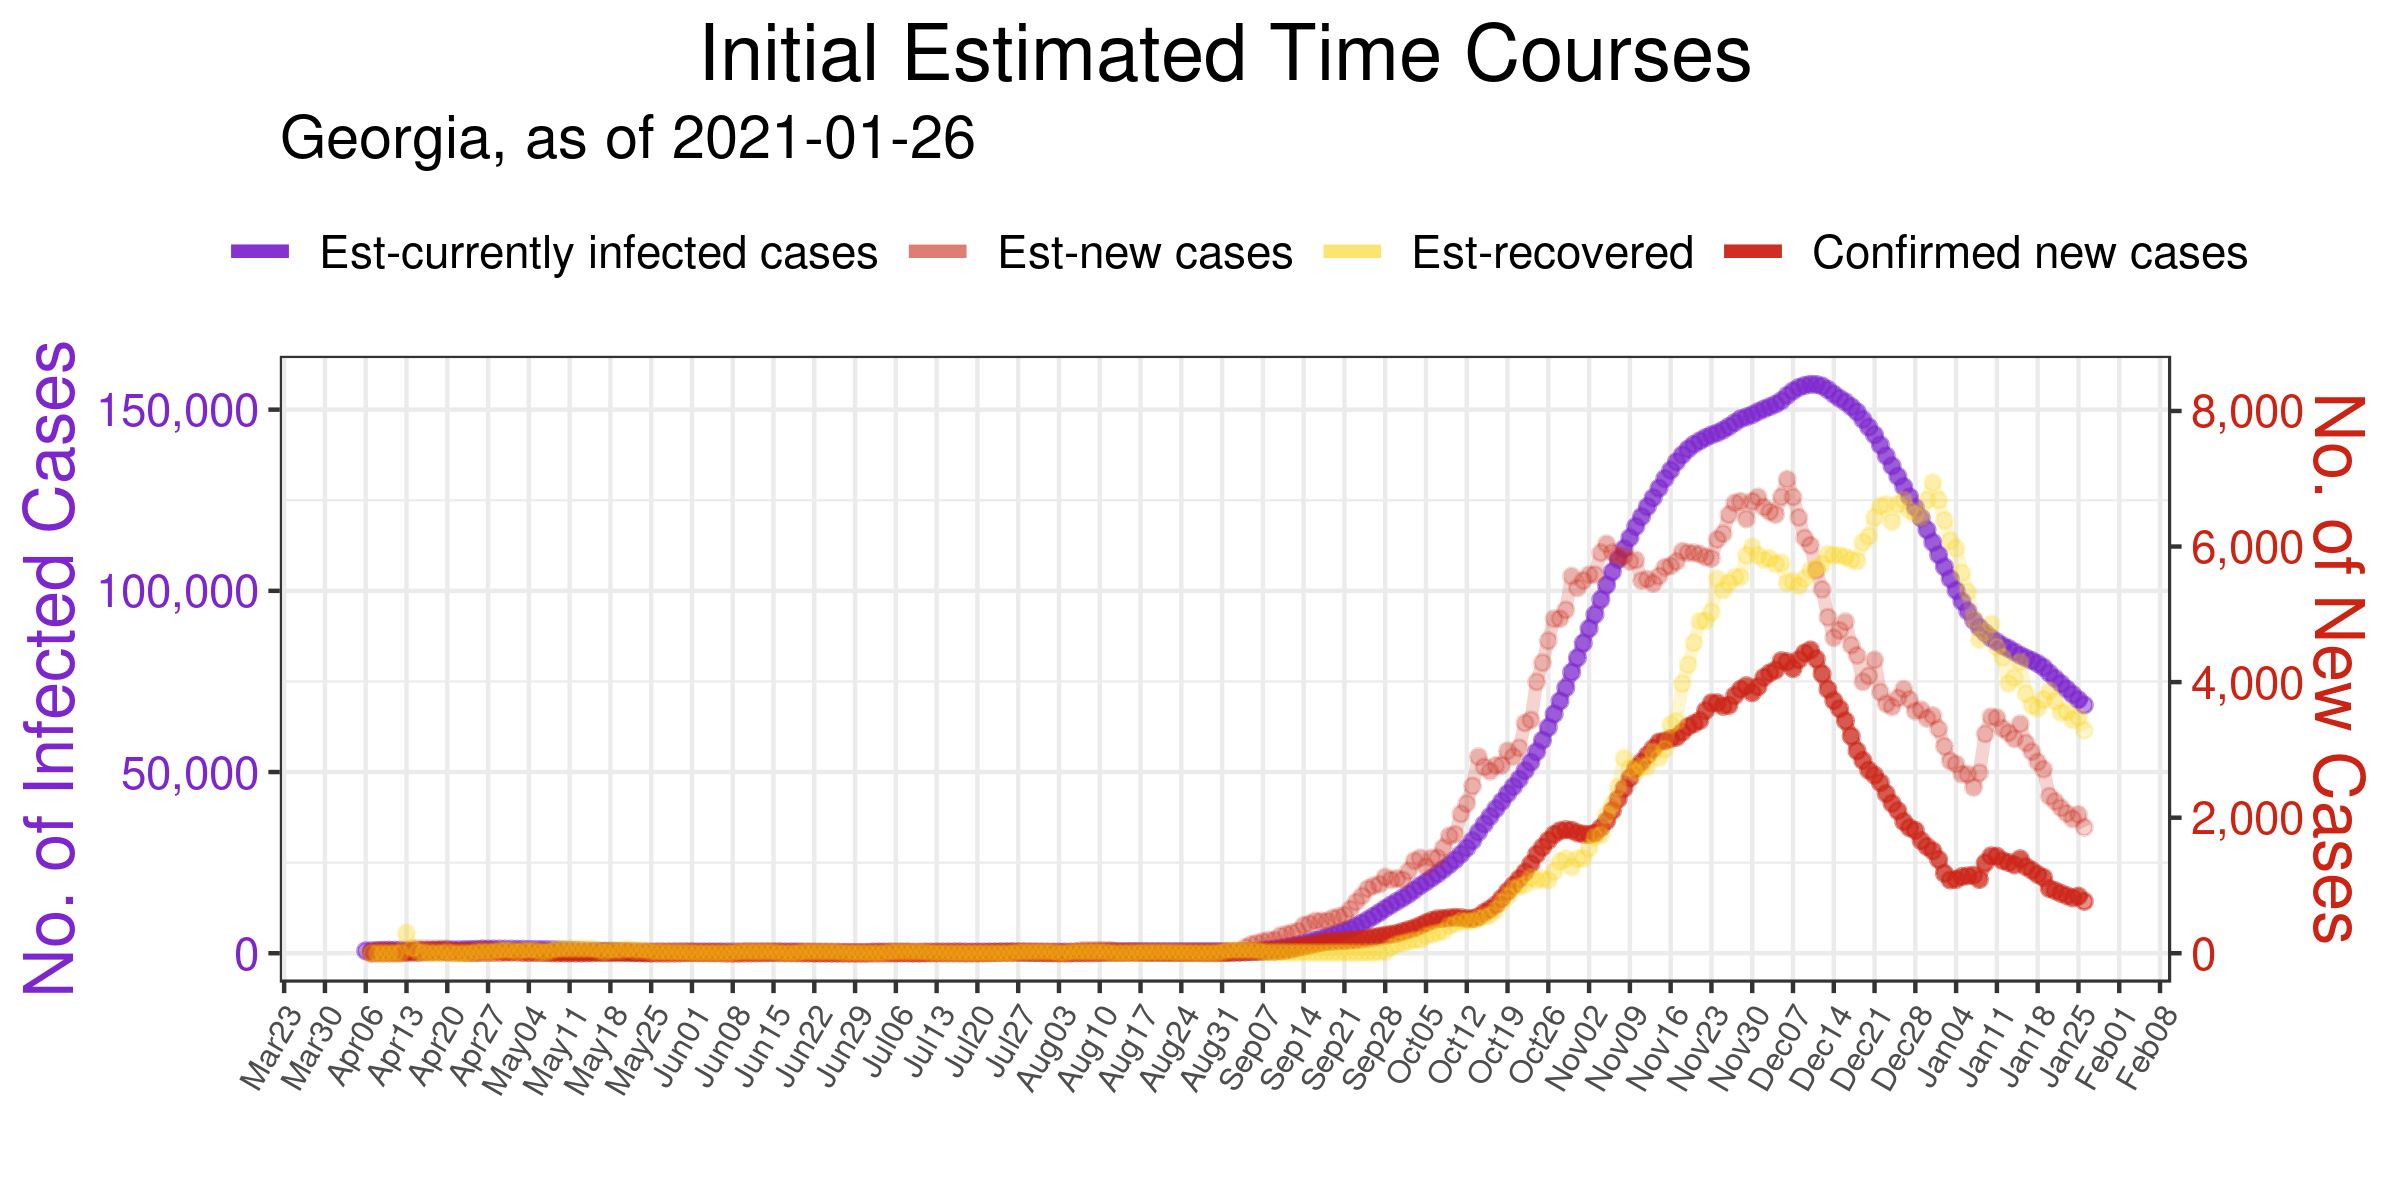 Initial Estimated Time Courses
Georgia, as of 2021-01-26
Est-currently infected cases Est-new cases Est-recovered Confirmed new cases
No. of Infected Cases
150,000
100,000
50,000
0
8,000
6,000
4,000
2,000
0
No. of New Cases
Mar23 Mar30 Apr06 Apr13 Apr20 Apr27 May04 May11 May18 May25 Jun01 Jun08 Jun15 Jun22 Jun29 Jul06 Jul13 Jul20 Jul27 Aug03 Aug10 Aug17 Aug24 Aug31 Sep07 Sep14 Sep21 Sep28 Oct05 Oct12 Oct19 Oct26 Nov02 Nov09 Nov16 Nov23 Nov30 Dec07 Dec14 Dec21 Dec28 Jan04 Jan11 Jan18 Jan25 Feb01 Feb08